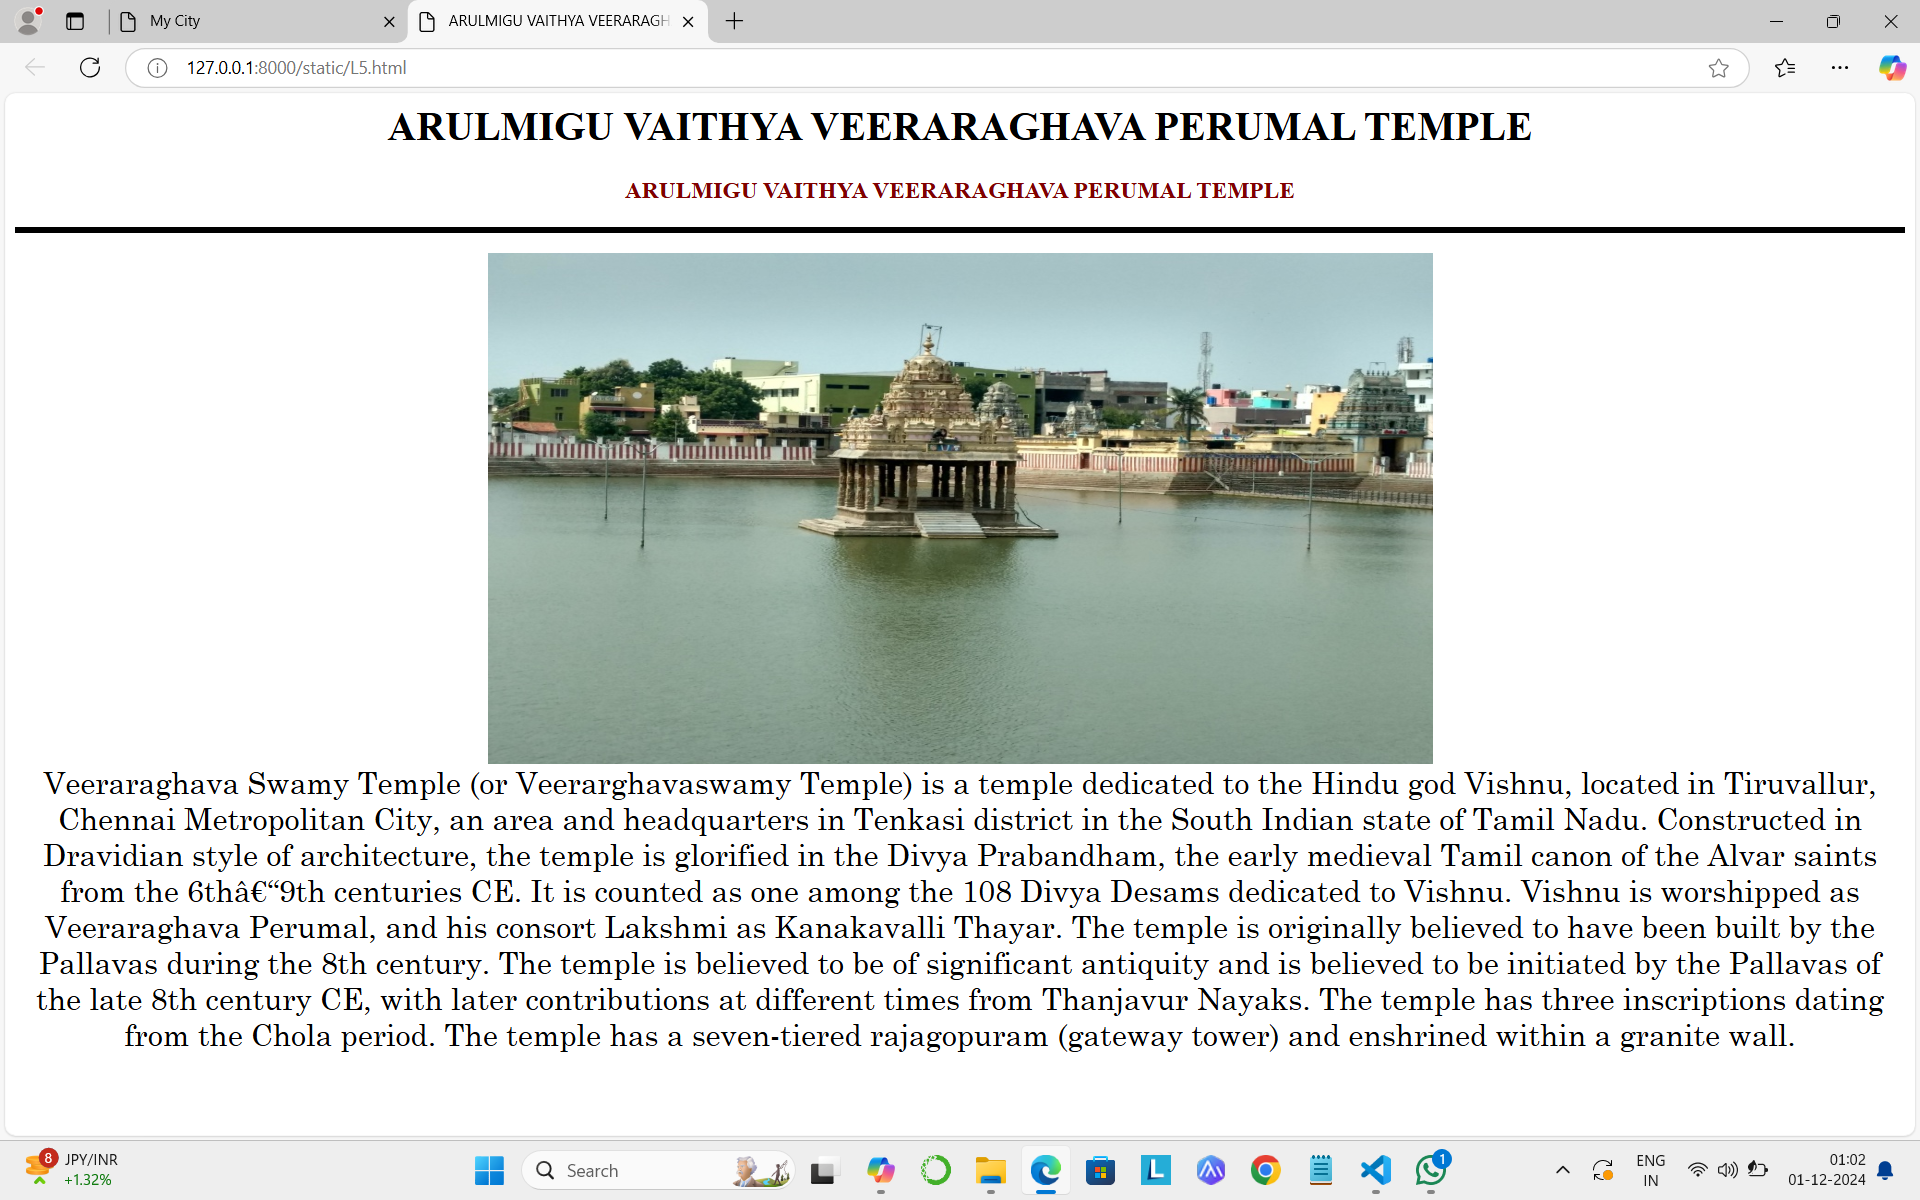 My City
ARULMIGU VAITHYA VEERARAGH
127.0.0.1:8000/static/L5.html
ARULMIGU VAITHYA VEERARAGHAVA PERUMAL TEMPLE
ARULMIGU VAITHYA VEERARAGHAVA PERUMAL TEMPLE
Veeraraghava Swamy Temple (or Veerarghavaswamy Temple) is a temple dedicated to the Hindu god Vishnu, located in Tiruvallur,
Chennai Metropolitan City, an area and headquarters in Tenkasi district in the South Indian state of Tamil Nadu. Constructed in
Dravidian style of architecture, the temple is glorified in the Divya Prabandham, the early medieval Tamil canon of the Alvar saints
from the 6thâ€“9th centuries CE. It is counted as one among the 108 Divya Desams dedicated to Vishnu. Vishnu is worshipped as
Veeraraghava Perumal, and his consort Lakshmi as Kanakavalli Thayar. The temple is originally believed to have been built by the
Pallavas during the 8th century. The temple is believed to be of significant antiquity and is believed to be initiated by the Pallavas of
the late 8th century CE, with later contributions at different times from Thanjavur Nayaks. The temple has three inscriptions dating
from the Chola period. The temple has a seven-tiered rajagopuram (gateway tower) and enshrined within a granite wall.
8
JPY/INR
+1.32%
Search
L
1
ENG
IN
01:02
01-12-2024